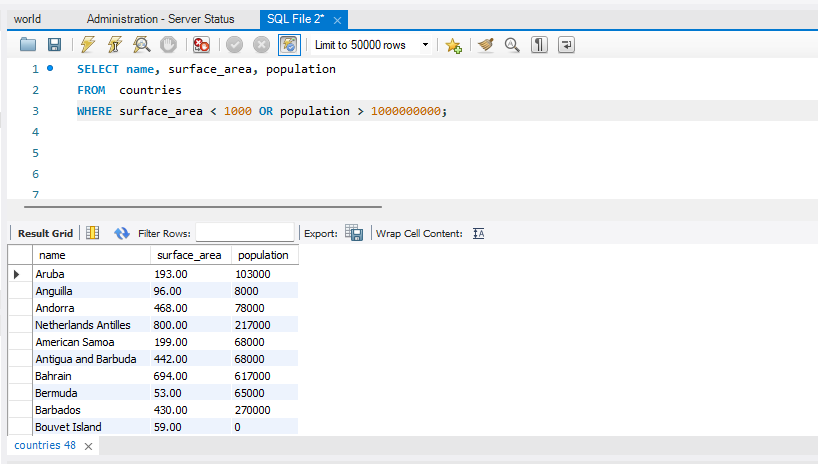 world Administration - Server Status SQL File 2*
Limit to 50000 rows
1 SELECT name, surface_area, population
2 FROM countries
3 WHERE surface_area < 1000 OR population > 1000000000;
4
5
6
7
Result Grid Filter Rows: Export: Wrap Cell Content:
name surface_area population
Aruba 193.00 103000
Anguilla 96.00 8000
Andorra 468.00 78000
Netherlands Antilles 800.00 217000
American Samoa 199.00 68000
Antigua and Barbuda 442.00 68000
Bahrain 694.00 617000
Bermuda 53.00 65000
Barbados 430.00 270000
Bouvet Island 59.00 0
countries 48